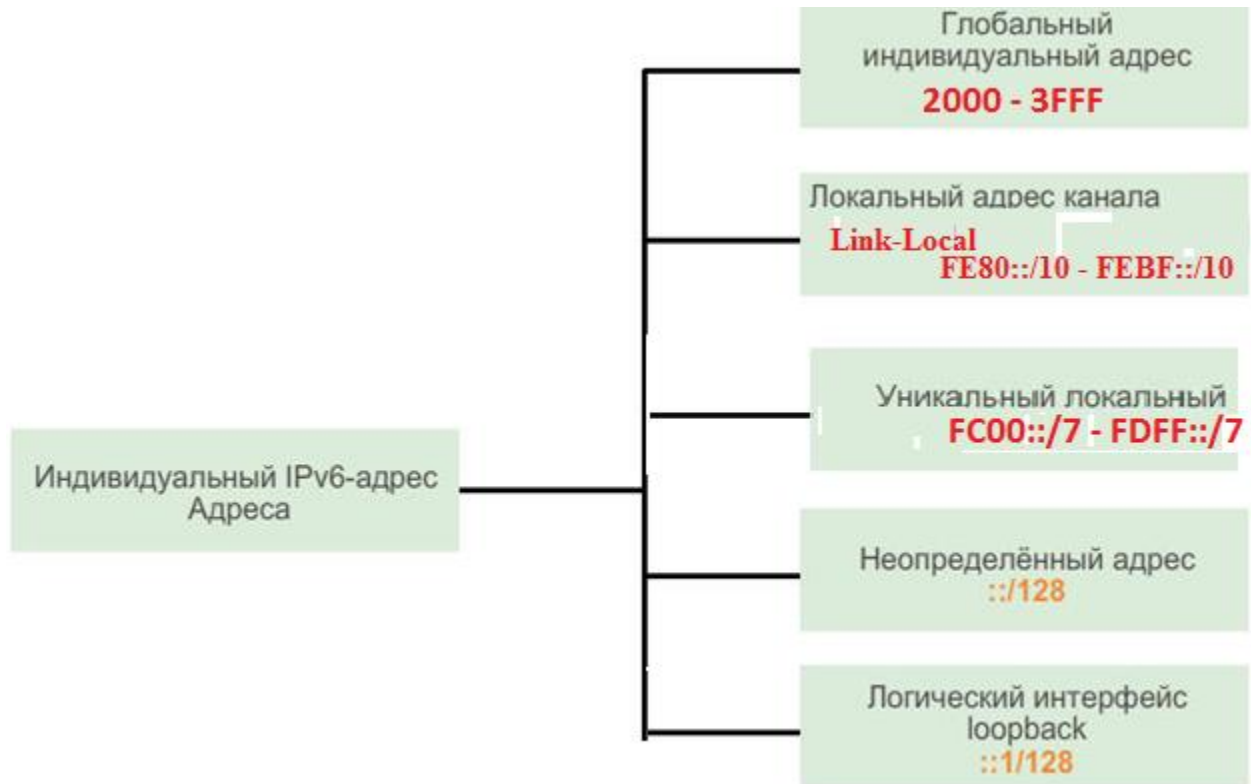 Глобальный
индивидуальный адрес
2000 - 3FFF
Локальный адрес канала
Link-Local
FE80::/10 - FEBF::/10
Уникальный локальный
FC00::/7 - FDFF::/7
Индивидуальный IPv6-адрес
Адреса
Неопределённый адрес
::/128
Логический интерфейс
loopback
::1/128